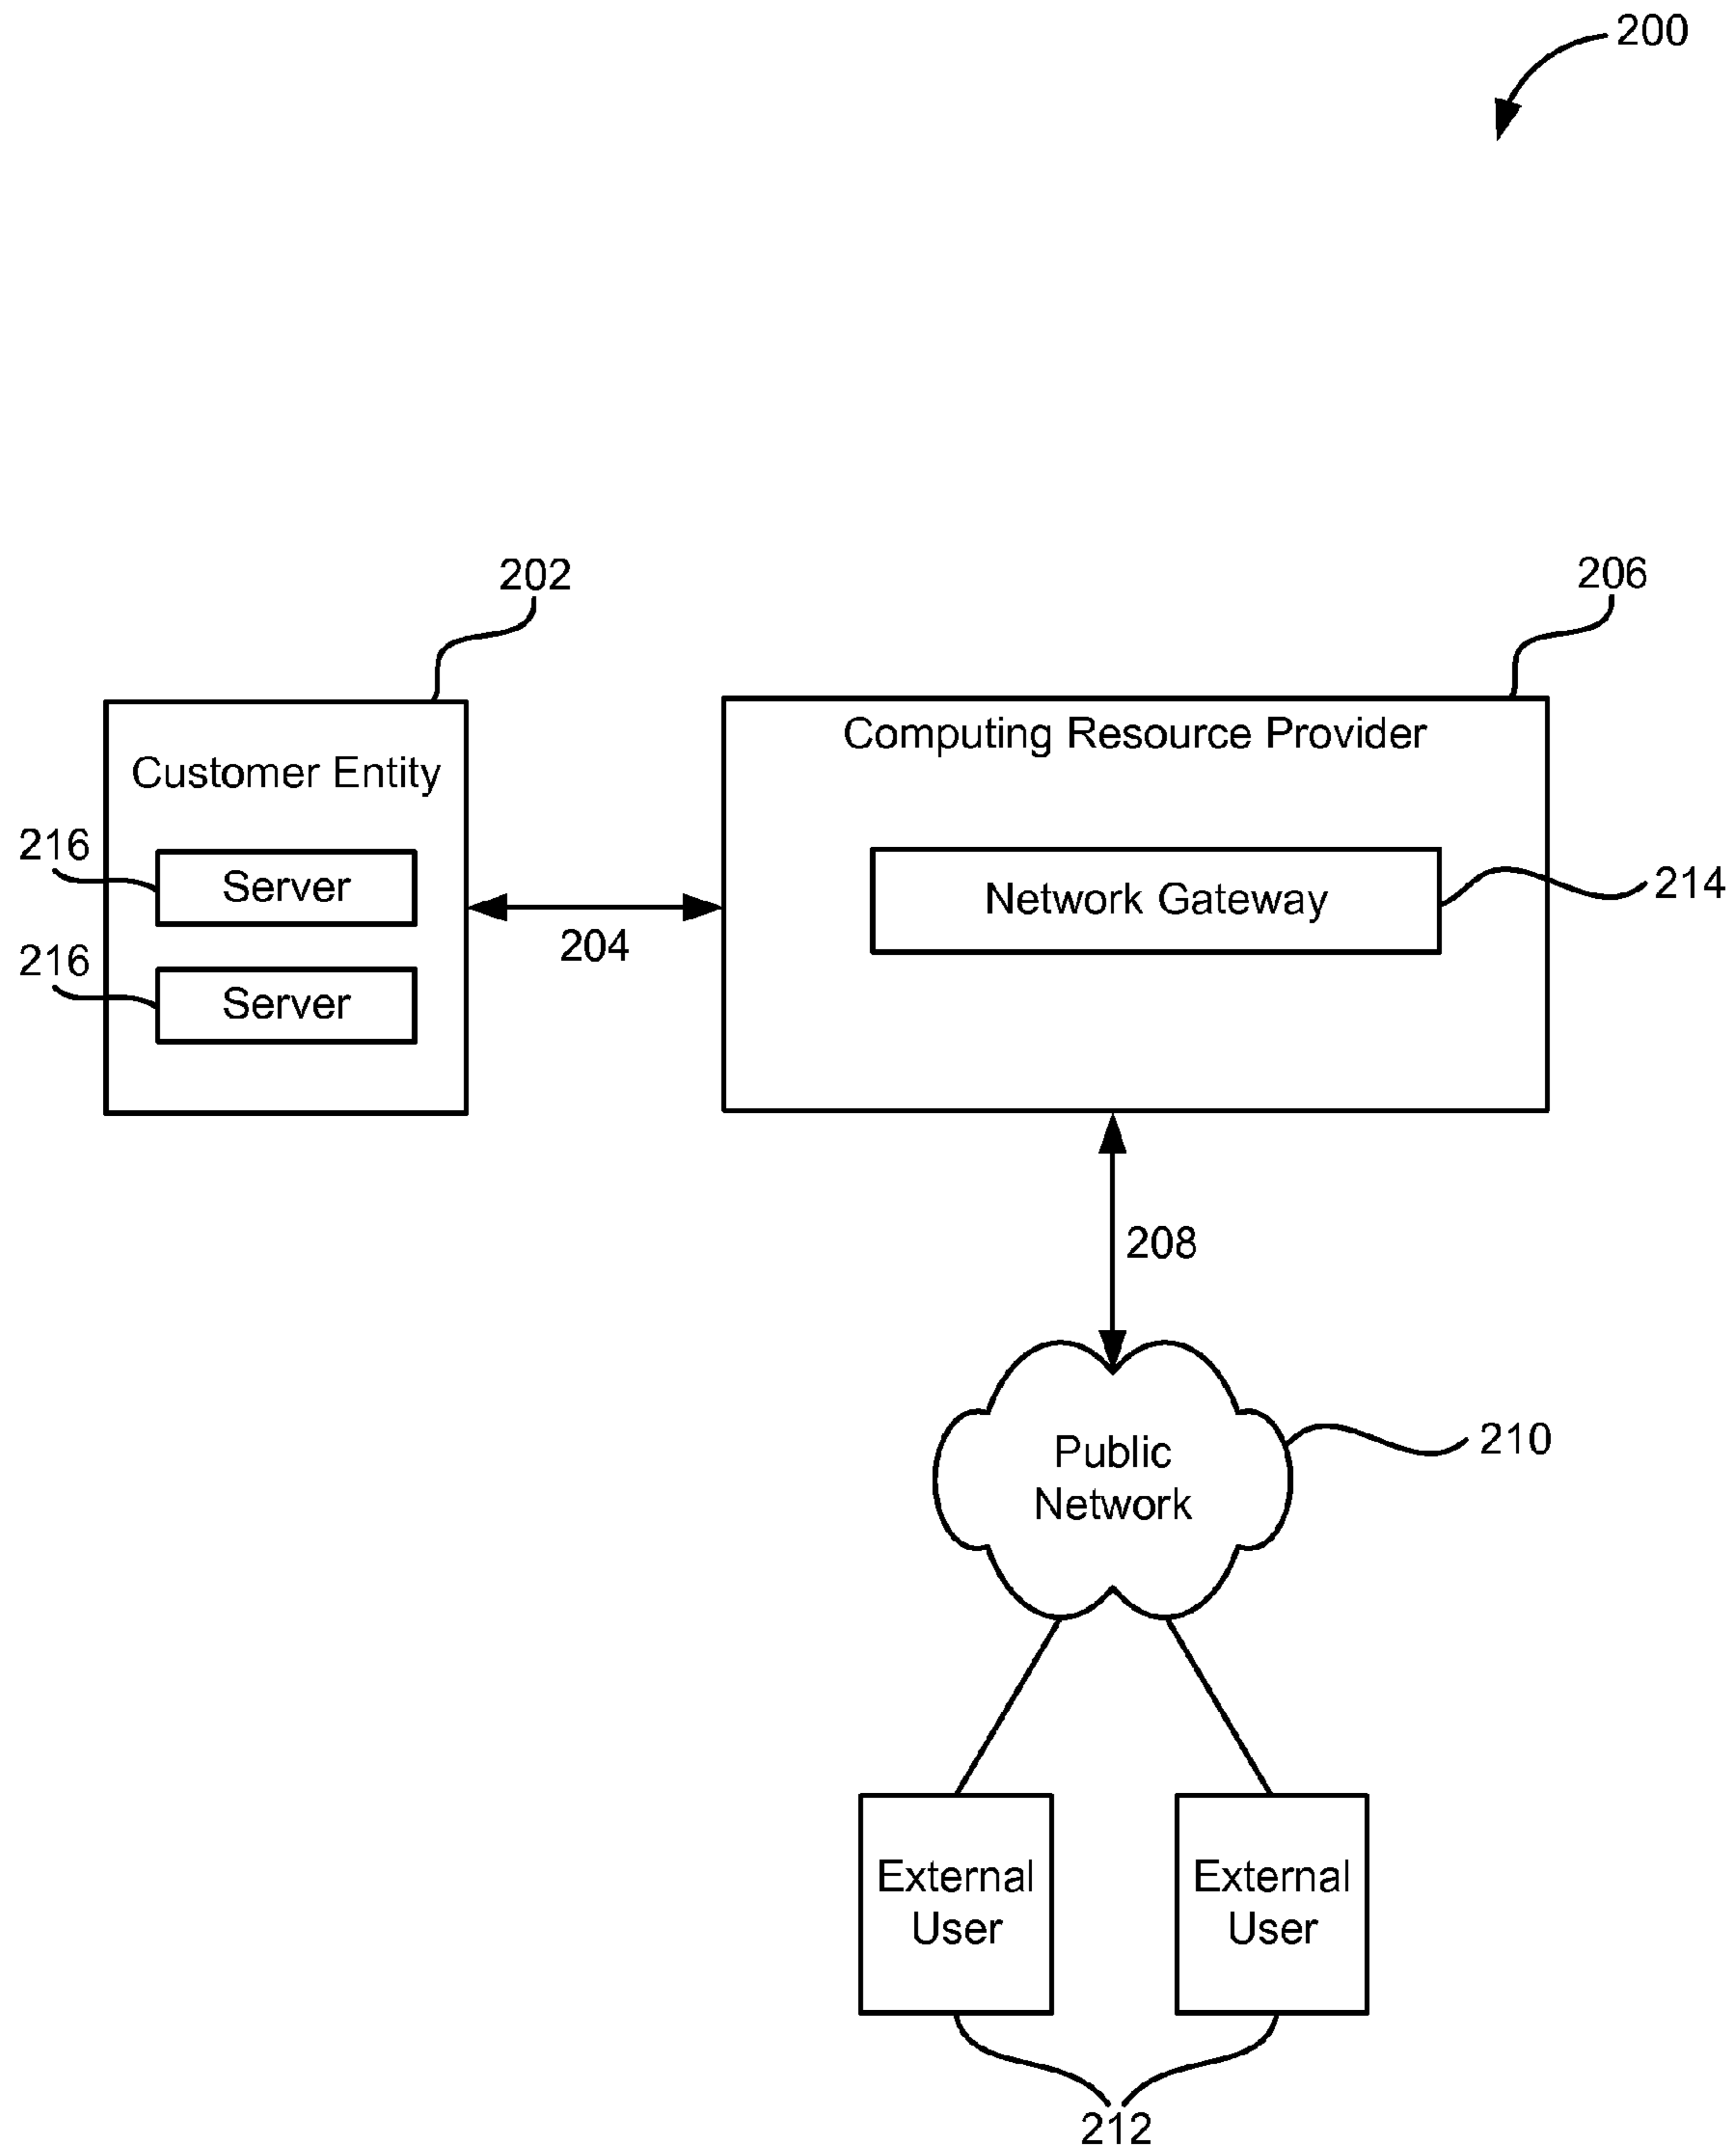 200
202
206
Customer Entity
Computing Resource Provider
216
Server
Network Gateway
214
204
216
Server
208
Public
Network
210
External
User
External
User
212